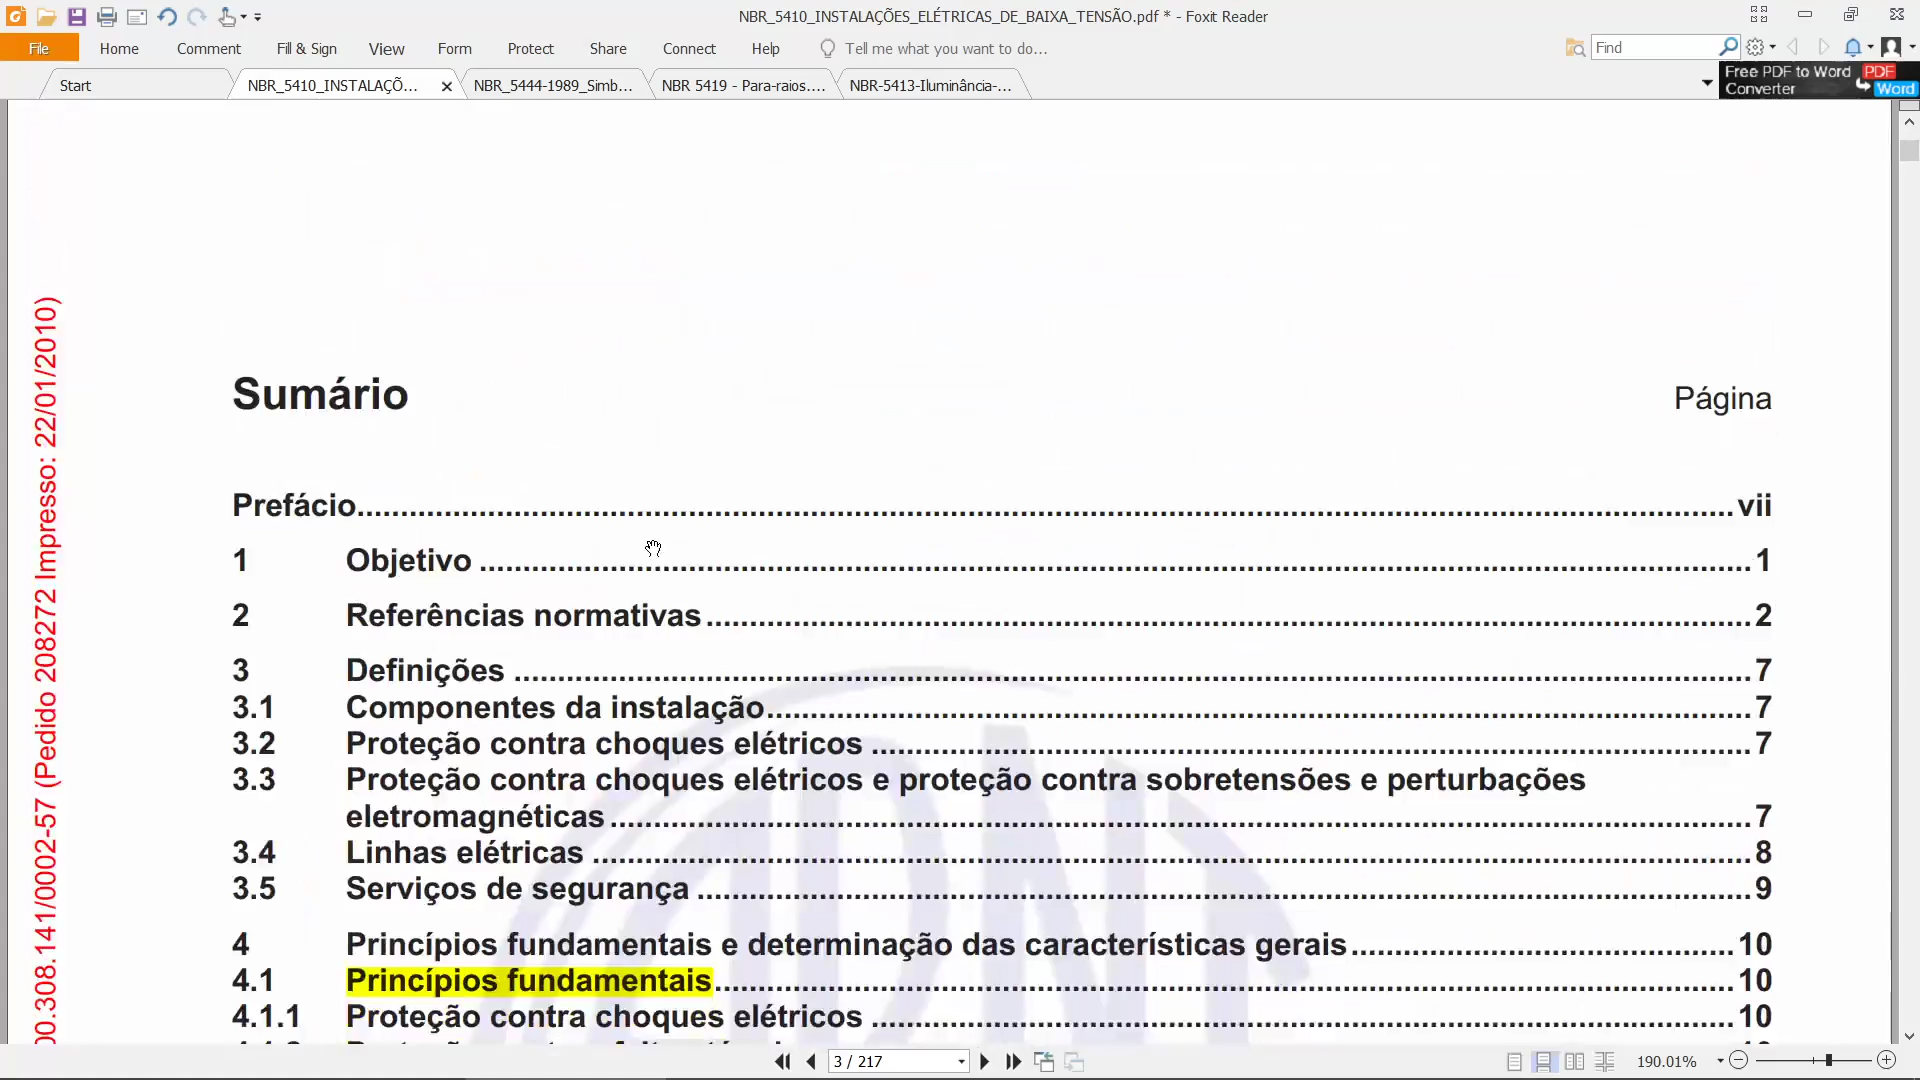 NBR_5410_INSTALAÇÕES_ELÉTRICAS_DE_BAIXA_TENSÃO.pdf * - Foxit Reader
File Home Comment Fill & Sign View Form Protect Share Connect Help Tell me what you want to do... Find
Start NBR_5410_INSTALAÇÕ... NBR_5444-1989_Simb... NBR 5419 - Para-raios.... NBR-5413-Iluminância-...
Free PDF to Word
Converter
PDF
Word
00.308.141/0002-57 (Pedido 208272 Impresso: 22/01/2010)
Sumário Página
Prefácio vii
1 Objetivo 1
2 Referências normativas 2
3 Definições 7
3.1 Componentes da instalação 7
3.2 Proteção contra choques elétricos 7
3.3 Proteção contra choques elétricos e proteção contra sobretensões e perturbações
eletromagnéticas 7
3.4 Linhas elétricas 8
3.5 Serviços de segurança 9
4 Princípios fundamentais e determinação das características gerais 10
4.1 Princípios fundamentais 10
4.1.1 Proteção contra choques elétricos 10
3 / 217 190.01%